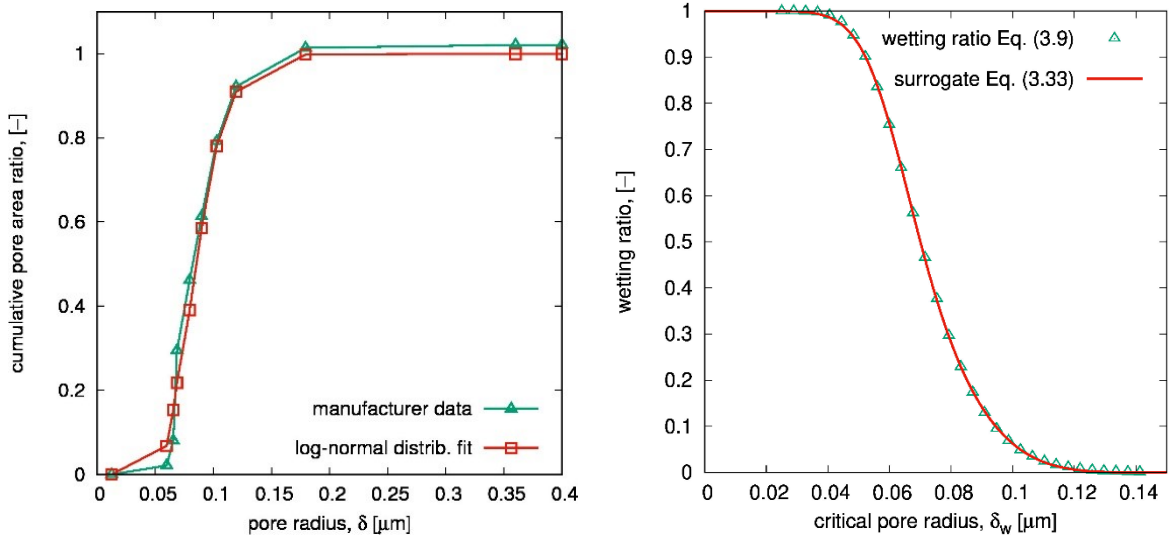 cumulative pore area ratio, [−]
1
0.8
0.6
0.4
0.2
0
manufacturer data
log-normal distrib. fit
0 0.05 0.1 0.15 0.2 0.25 0.3 0.35 0.4
pore radius, δ [μm]
wetting ratio, [−]
1
0.9
0.8
0.7
0.6
0.5
0.4
0.3
0.2
0.1
0
wetting ratio Eq. (3.9)
surrogate Eq. (3.33)
0 0.02 0.04 0.06 0.08 0.1 0.12 0.14
critical pore radius, δw [μm]